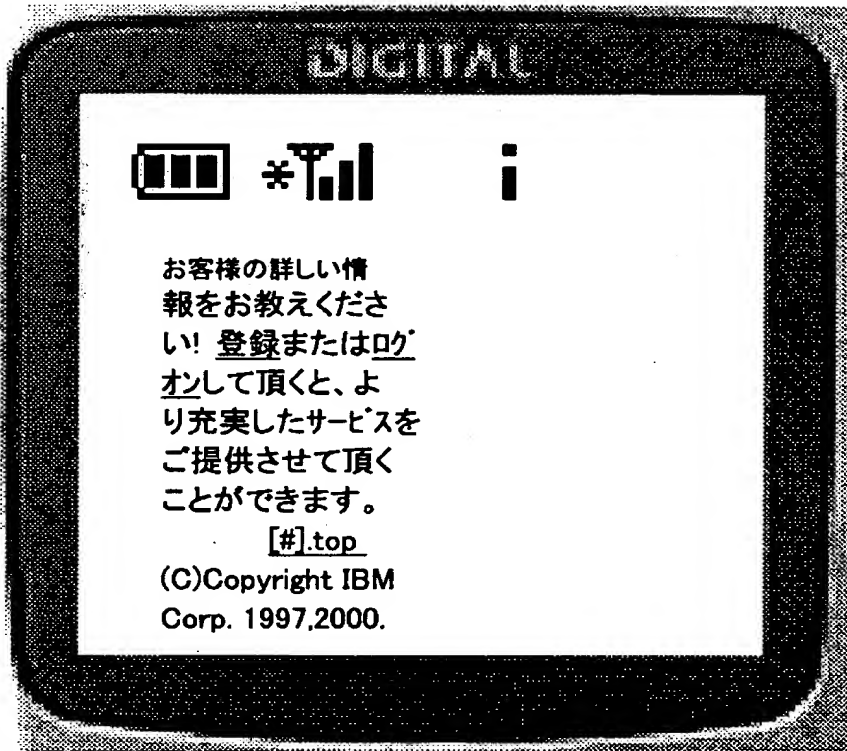 DIGITAL
i
お客様の詳しい情
報をお教えくださ
い! 登録またはﾛｸﾞ
ｵﾝして頂くと、よ
り充実したｻｰﾋﾞｽを
ご提供させて頂く
ことができます。
[#].top
(C)Copyright IBM
Corp. 1997,2000.